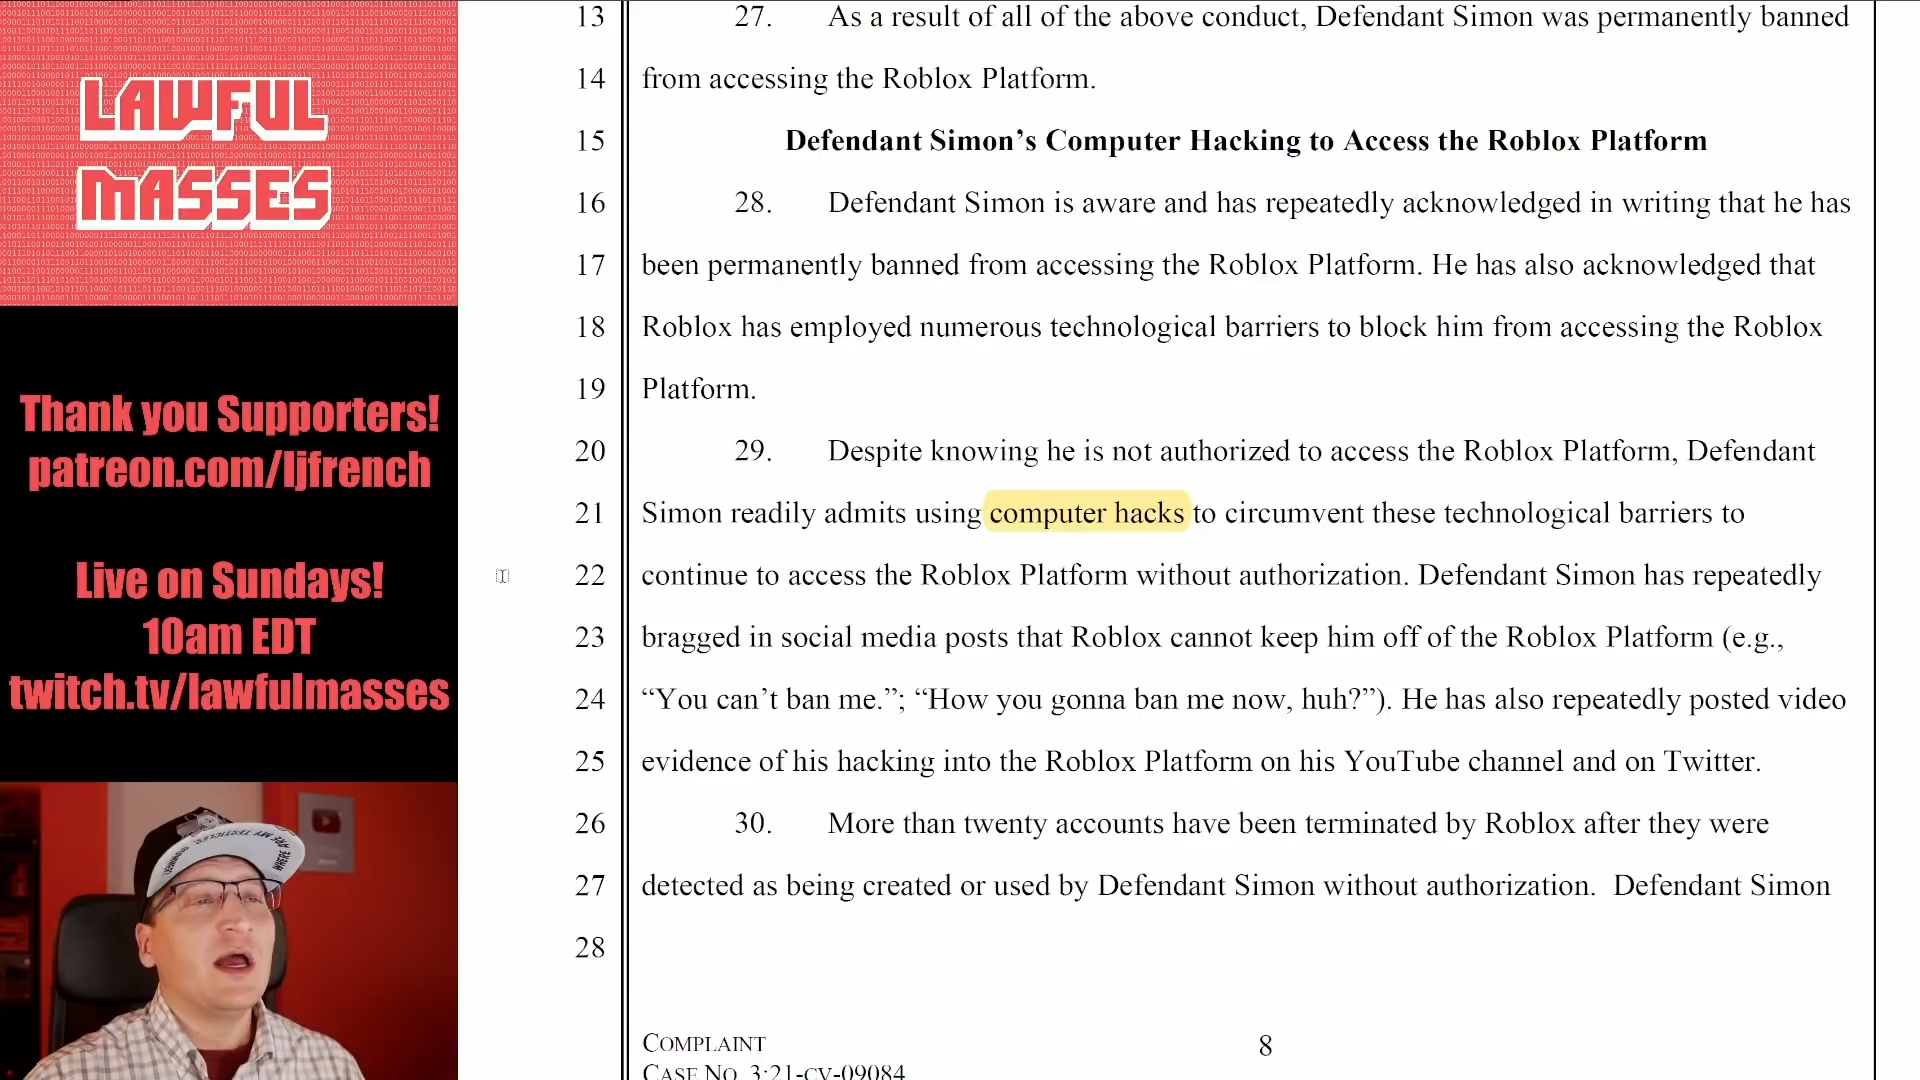 LAWFUL
MASSES
Thank you Supporters!
patreon.com/ljfrench
Live on Sundays!
10am EDT
twitch.tv/lawfulmasses
13 27. As a result of all of the above conduct, Defendant Simon was permanently banned
14 from accessing the Roblox Platform.
15 Defendant Simon’s Computer Hacking to Access the Roblox Platform
16 28. Defendant Simon is aware and has repeatedly acknowledged in writing that he has
17 been permanently banned from accessing the Roblox Platform. He has also acknowledged that
18 Roblox has employed numerous technological barriers to block him from accessing the Roblox
19 Platform.
20 29. Despite knowing he is not authorized to access the Roblox Platform, Defendant
21 Simon readily admits using computer hacks to circumvent these technological barriers to
22 continue to access the Roblox Platform without authorization. Defendant Simon has repeatedly
23 bragged in social media posts that Roblox cannot keep him off of the Roblox Platform (e.g.,
24 “You can’t ban me.”; “How you gonna ban me now, huh?”). He has also repeatedly posted video
25 evidence of his hacking into the Roblox Platform on his YouTube channel and on Twitter.
26 30. More than twenty accounts have been terminated by Roblox after they were
27 detected as being created or used by Defendant Simon without authorization. Defendant Simon
28
COMPLAINT 8
CASE NO. 3:21-CV-09084